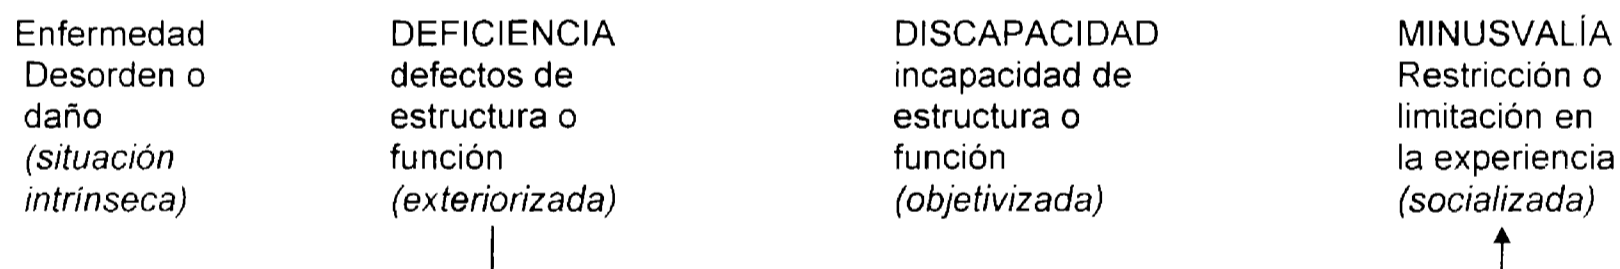 Enfermedad
Desorden o
daño
(situación
intrínseca)
DEFICIENCIA
defectos de
estructura o
función
(exteriorizada)
DISCAPACIDAD
incapacidad de
estructura o
función
(objetivizada)
MINUSVALÍA
Restricción o
limitación en
la experiencia
(socializada)